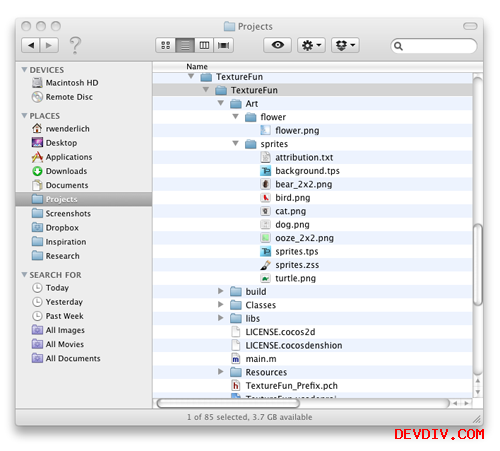 Projects
Name
DEVICES
Macintosh HD
Remote Disc
PLACES
rwenderlich
Desktop
Applications
Downloads
Documents
Projects
Screenshots
Dropbox
Inspiration
Research
SEARCH FOR
Today
Yesterday
Past Week
All Images
All Movies
All Documents
TextureFun
TextureFun
Art
flower
flower.png
sprites
attribution.txt
background.tps
bear_2x2.png
bird.png
cat.png
dog.png
ooze_2x2.png
sprites.tps
sprites.zss
turtle.png
build
Classes
libs
LICENSE.cocos2d
LICENSE.cocosdenshion
main.m
Resources
TextureFun_Prefix.pch
1 of 85 selected, 3.7 GB available
DEVDIV.COM